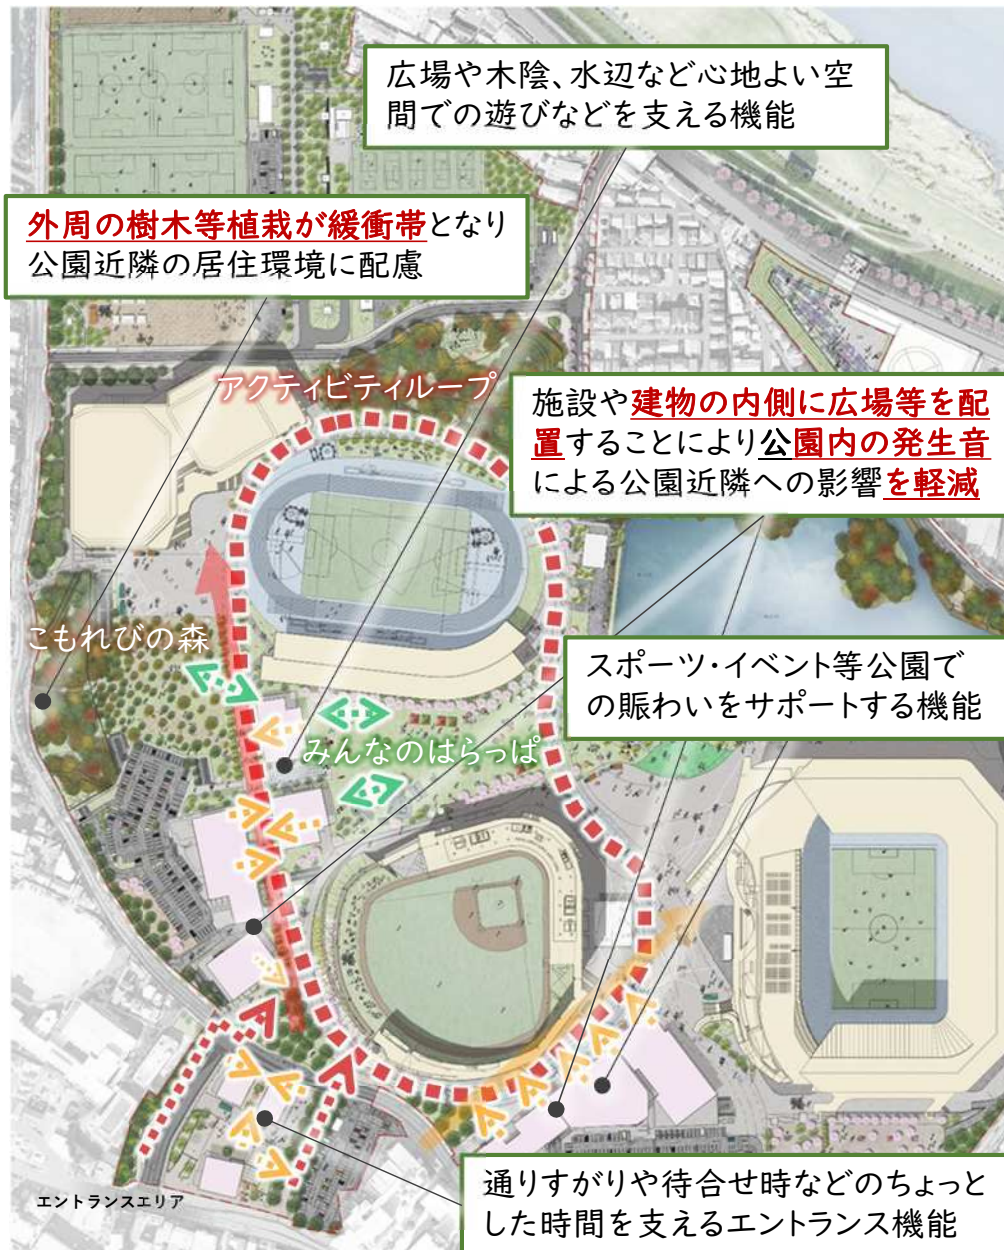 広場や木陰、水辺など心地よい空
間での遊びなどを支える機能
外周の樹木等植栽が緩衝帯となり
公園近隣の居住環境に配慮
アクティビティループ
施設や建物の内側に広場等を配
置することにより公園内の発生音
による公園近隣への影響を軽減
こもれびの森
スポーツ・イベント等公園で
の賑わいをサポートする機能
みんなのはらっぱ
通りすがりや待合せ時などのちょっと
した時間を支えるエントランス機能
エントランスエリア